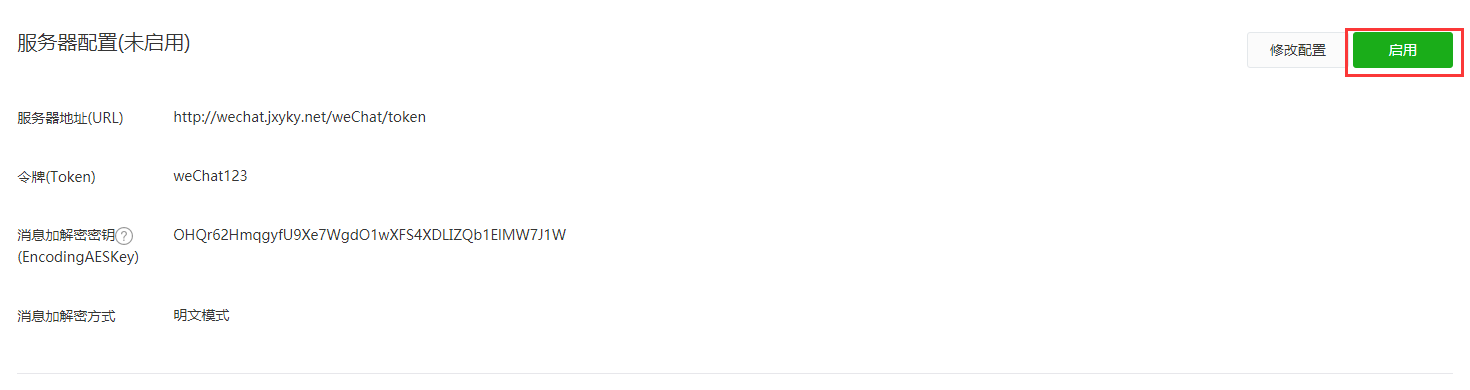 服务器配置(未启用)
修改配置
启用
服务器地址(URL)
http://wechat.jxyky.net/weChat/token
令牌(Token)
weChat123
消息加解密密钥?
(EncodingAESKey)
OHQr62HmqgyfU9Xe7WgdO1wXFS4XDLIZQb1EIMW7J1W
消息加解密方式
明文模式